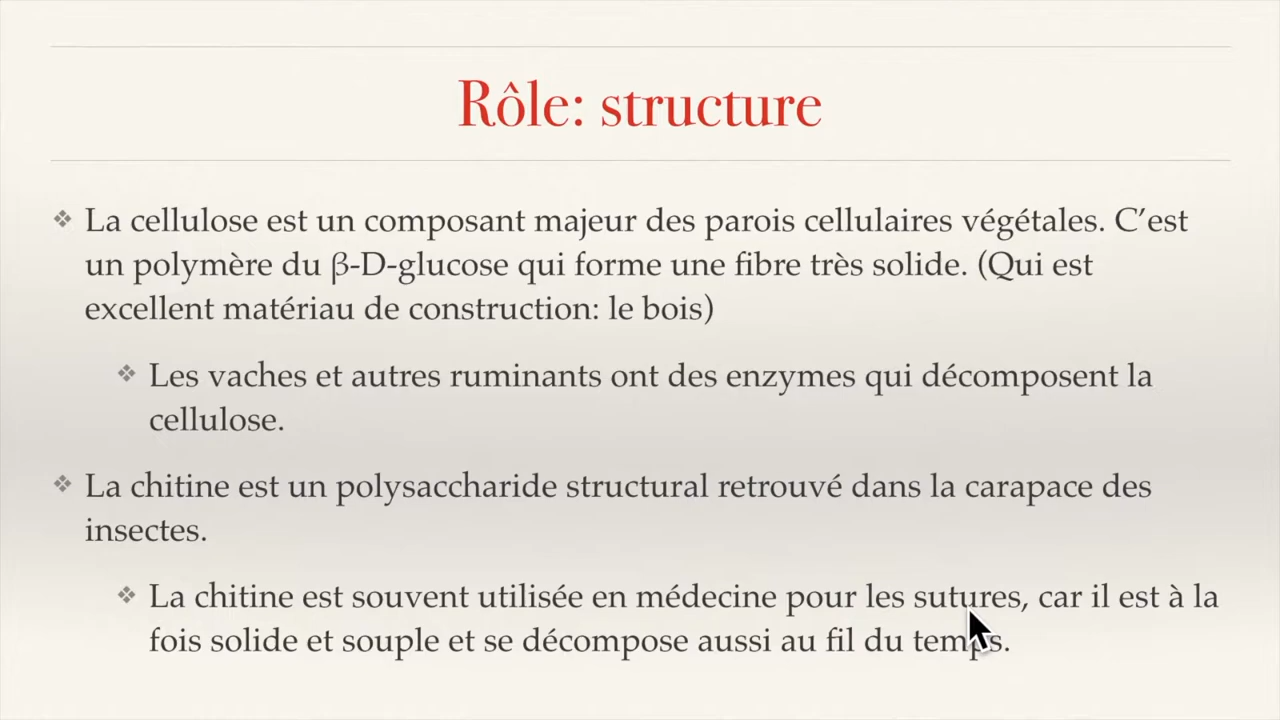 Rôle: structure
❖ La cellulose est un composant majeur des parois cellulaires végétales. C’est
un polymère du β-D-glucose qui forme une fibre très solide. (Qui est
excellent matériau de construction: le bois)
❖ Les vaches et autres ruminants ont des enzymes qui décomposent la
cellulose.
❖ La chitine est un polysaccharide structural retrouvé dans la carapace des
insectes.
❖ La chitine est souvent utilisée en médecine pour les sutures, car il est à la
fois solide et souple et se décompose aussi au fil du temps.